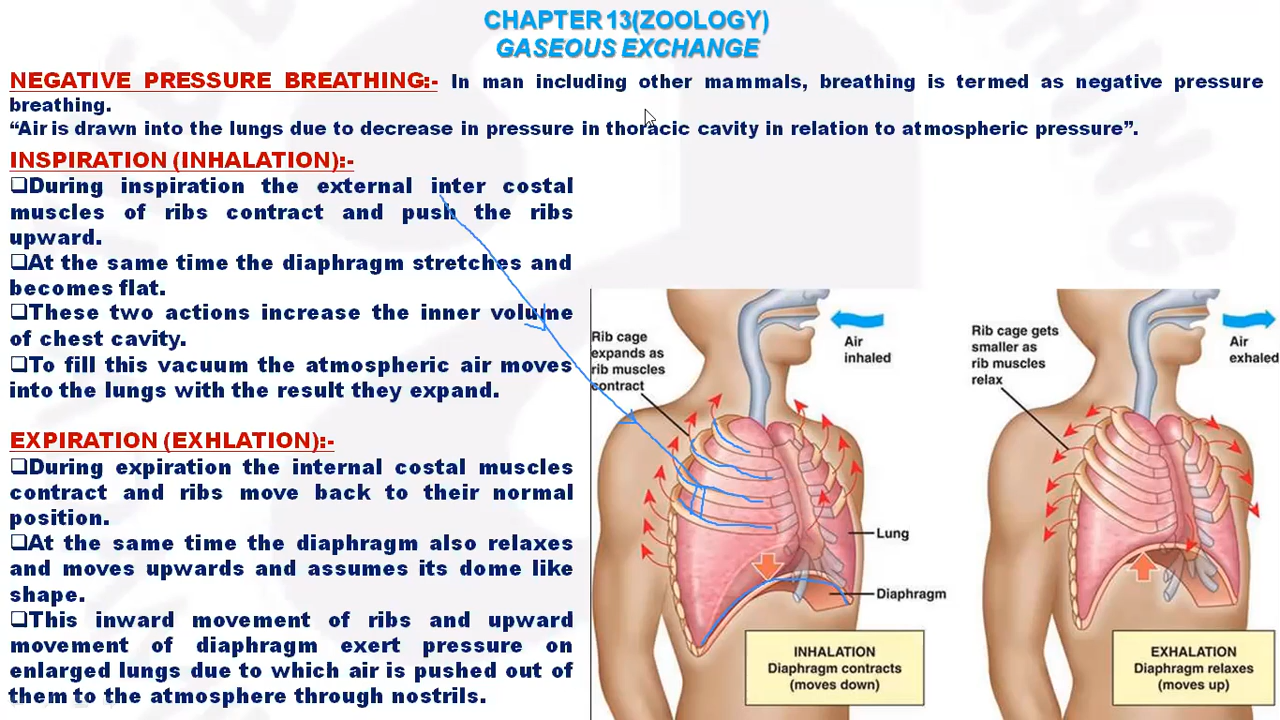 CHAPTER 13(ZOOLOGY)
GASEOUS EXCHANGE
NEGATIVE PRESSURE BREATHING:- In man including other mammals, breathing is termed as negative pressure
breathing.
“Air is drawn into the lungs due to decrease in pressure in thoracic cavity in relation to atmospheric pressure”.
INSPIRATION (INHALATION):-
❑During inspiration the external inter costal
muscles of ribs contract and push the ribs
upward.
❑At the same time the diaphragm stretches and
becomes flat.
❑These two actions increase the inner volume
of chest cavity.
❑To fill this vacuum the atmospheric air moves
into the lungs with the result they expand.
EXPIRATION (EXHLATION):-
❑During expiration the internal costal muscles
contract and ribs move back to their normal
position.
❑At the same time the diaphragm also relaxes
and moves upwards and assumes its dome like
shape.
❑This inward movement of ribs and upward
movement of diaphragm exert pressure on
enlarged lungs due to which air is pushed out of
them to the atmosphere through nostrils.
Rib cage
expands as
rib muscles
contract
Air
inhaled
Lung
Diaphragm
INHALATION
Diaphragm contracts
(moves down)
Rib cage gets
smaller as
rib muscles
relax
Air
exhaled
EXHALATION
Diaphragm relaxes
(moves up)